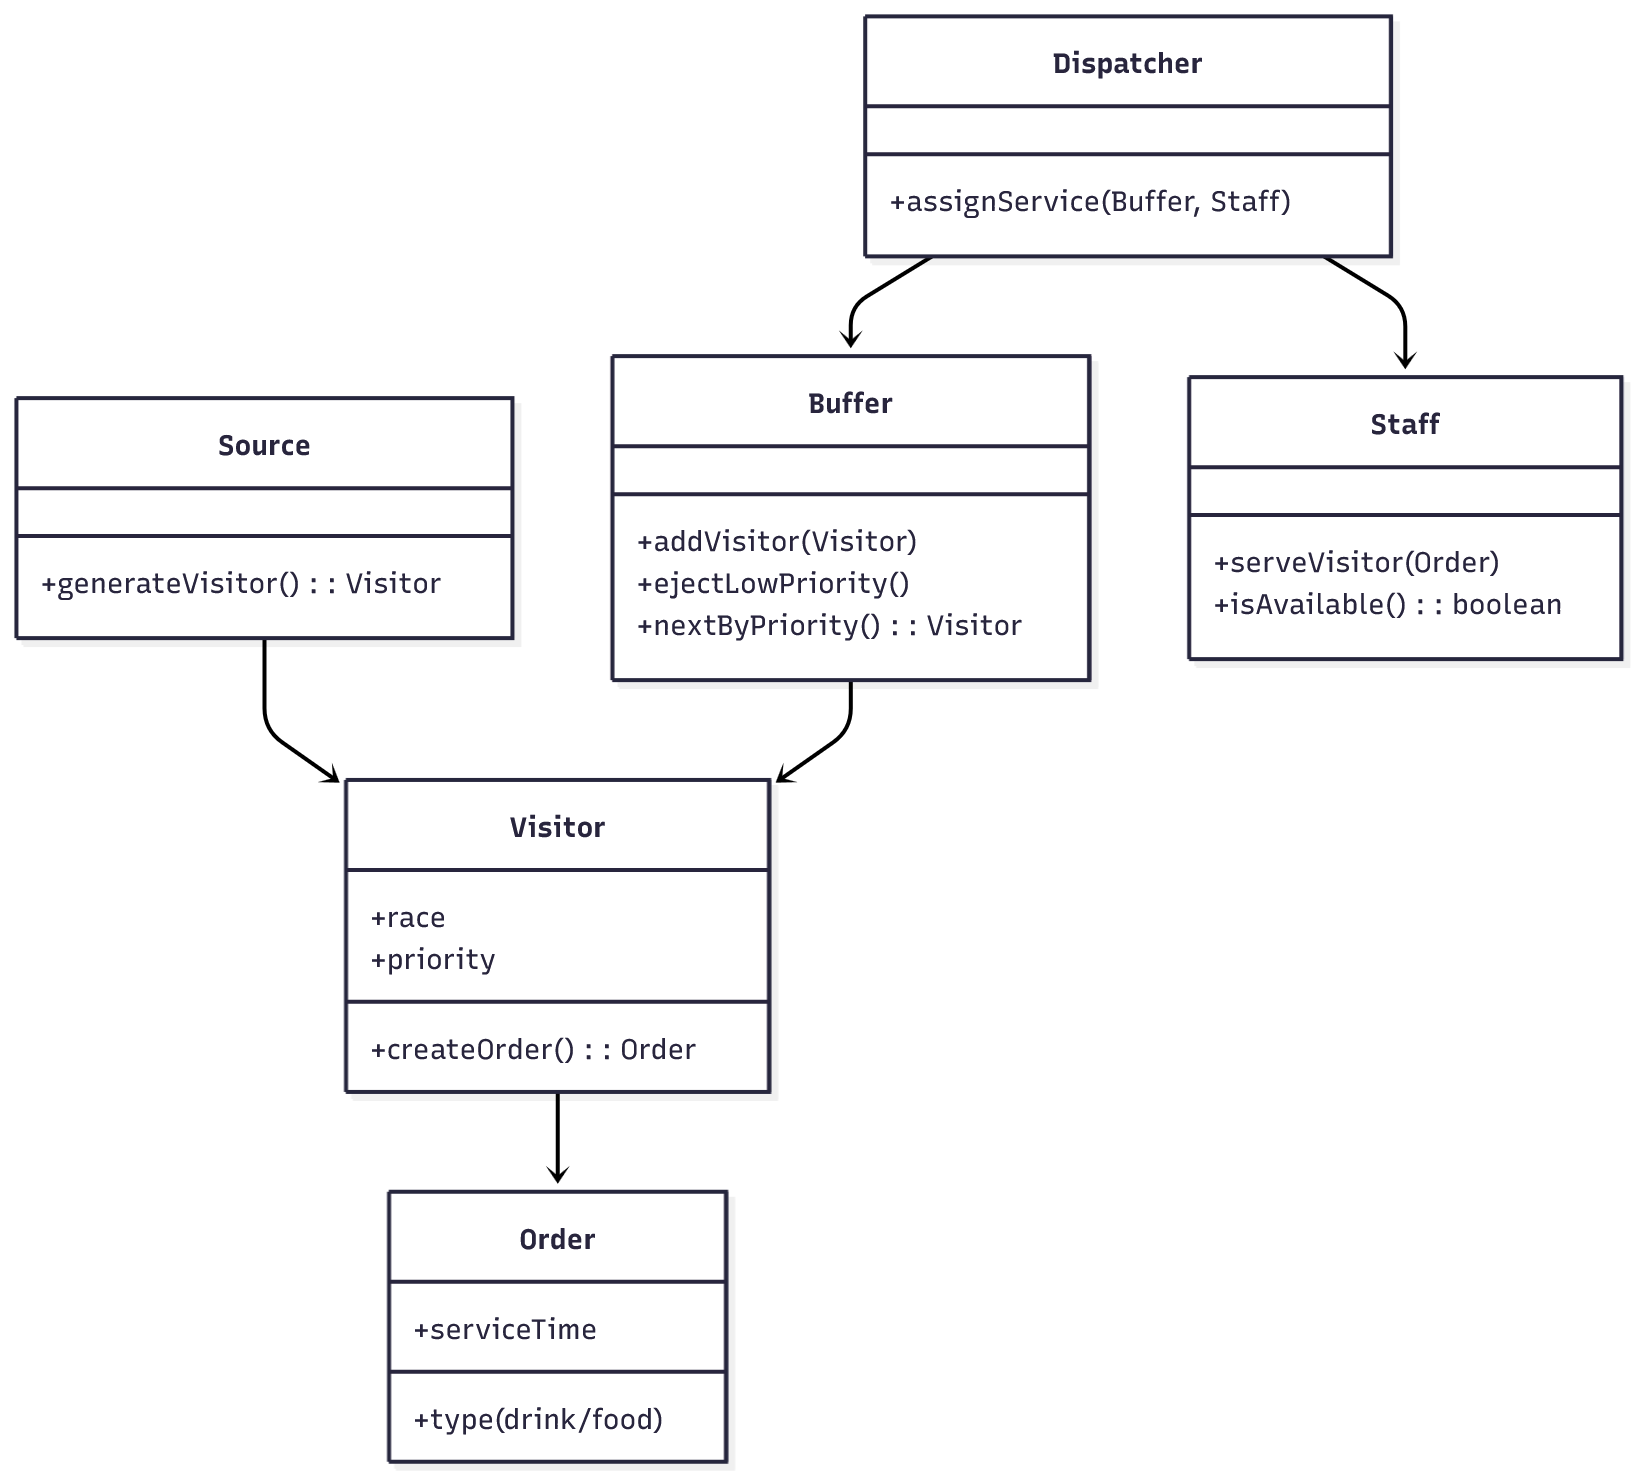 Dispatcher
+assignService(Buffer, Staff)
Source
+generateVisitor() : : Visitor
Buffer
+addVisitor(Visitor)
+ejectLowPriority()
+nextByPriority() : : Visitor
Staff
+serveVisitor(Order)
+isAvailable() : : boolean
Visitor
+race
+priority
+createOrder() : : Order
Order
+serviceTime
+type(drink/food)